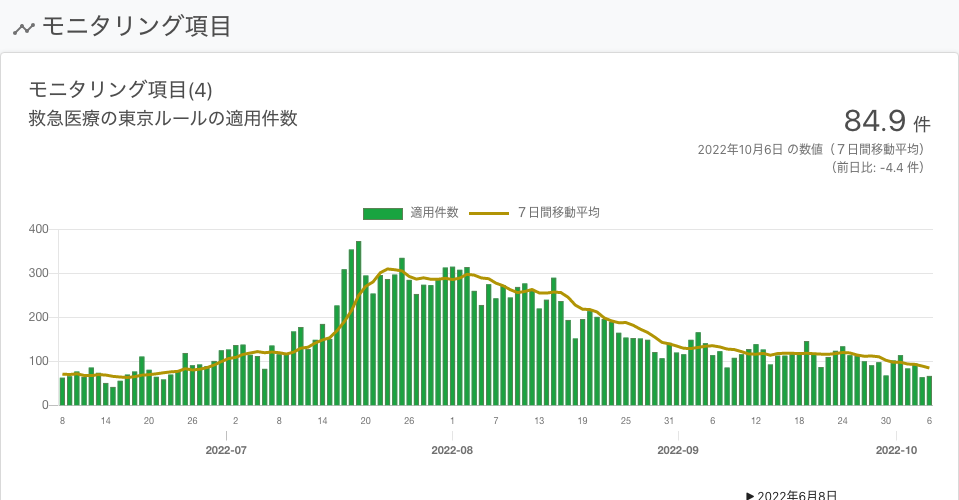 モニタリング項目
モニタリング項目(4)
救急医療の東京ルールの適用件数
84.9 件
2022年10月6日 の数値（７日間移動平均）
（前日比: -4.4 件）
適用件数 ７日間移動平均
400
300
200
100
0
8 14 20 26 2 8 14 20 26 1 7 13 19 25 31 6 12 18 24 30 6
2022-07 2022-08 2022-09 2022-10
▶ 2022年6月8日